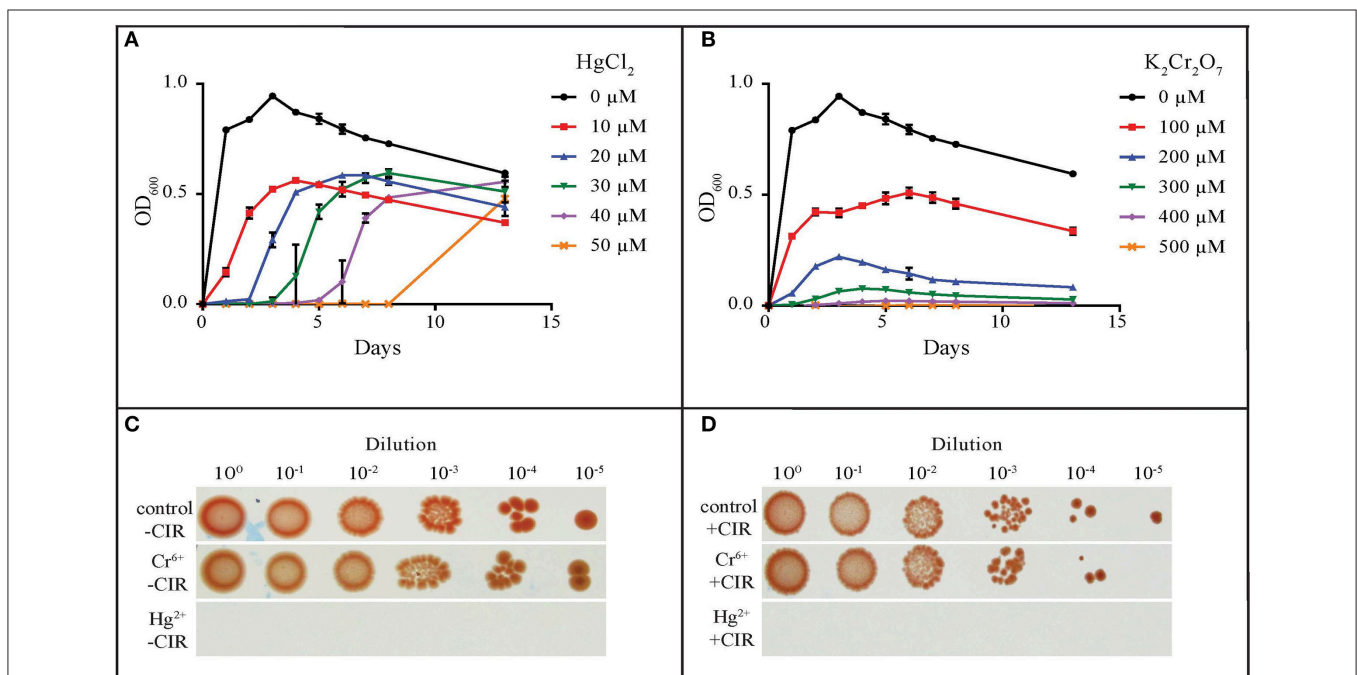 A
HgCl₂
OD₆₀₀
1.0
0.5
0.0
0 5 10 15
Days
0 µM
10 µM
20 µM
30 µM
40 µM
50 µM
B
K₂Cr₂O₇
OD₆₀₀
1.0
0.5
0.0
0 5 10 15
Days
0 µM
100 µM
200 µM
300 µM
400 µM
500 µM
C
Dilution
10⁰ 10⁻¹ 10⁻² 10⁻³ 10⁻⁴ 10⁻⁵
control
-CIR
Cr⁶⁺
-CIR
Hg²⁺
-CIR
D
Dilution
10⁰ 10⁻¹ 10⁻² 10⁻³ 10⁻⁴ 10⁻⁵
control
+CIR
Cr⁶⁺
+CIR
Hg²⁺
+CIR